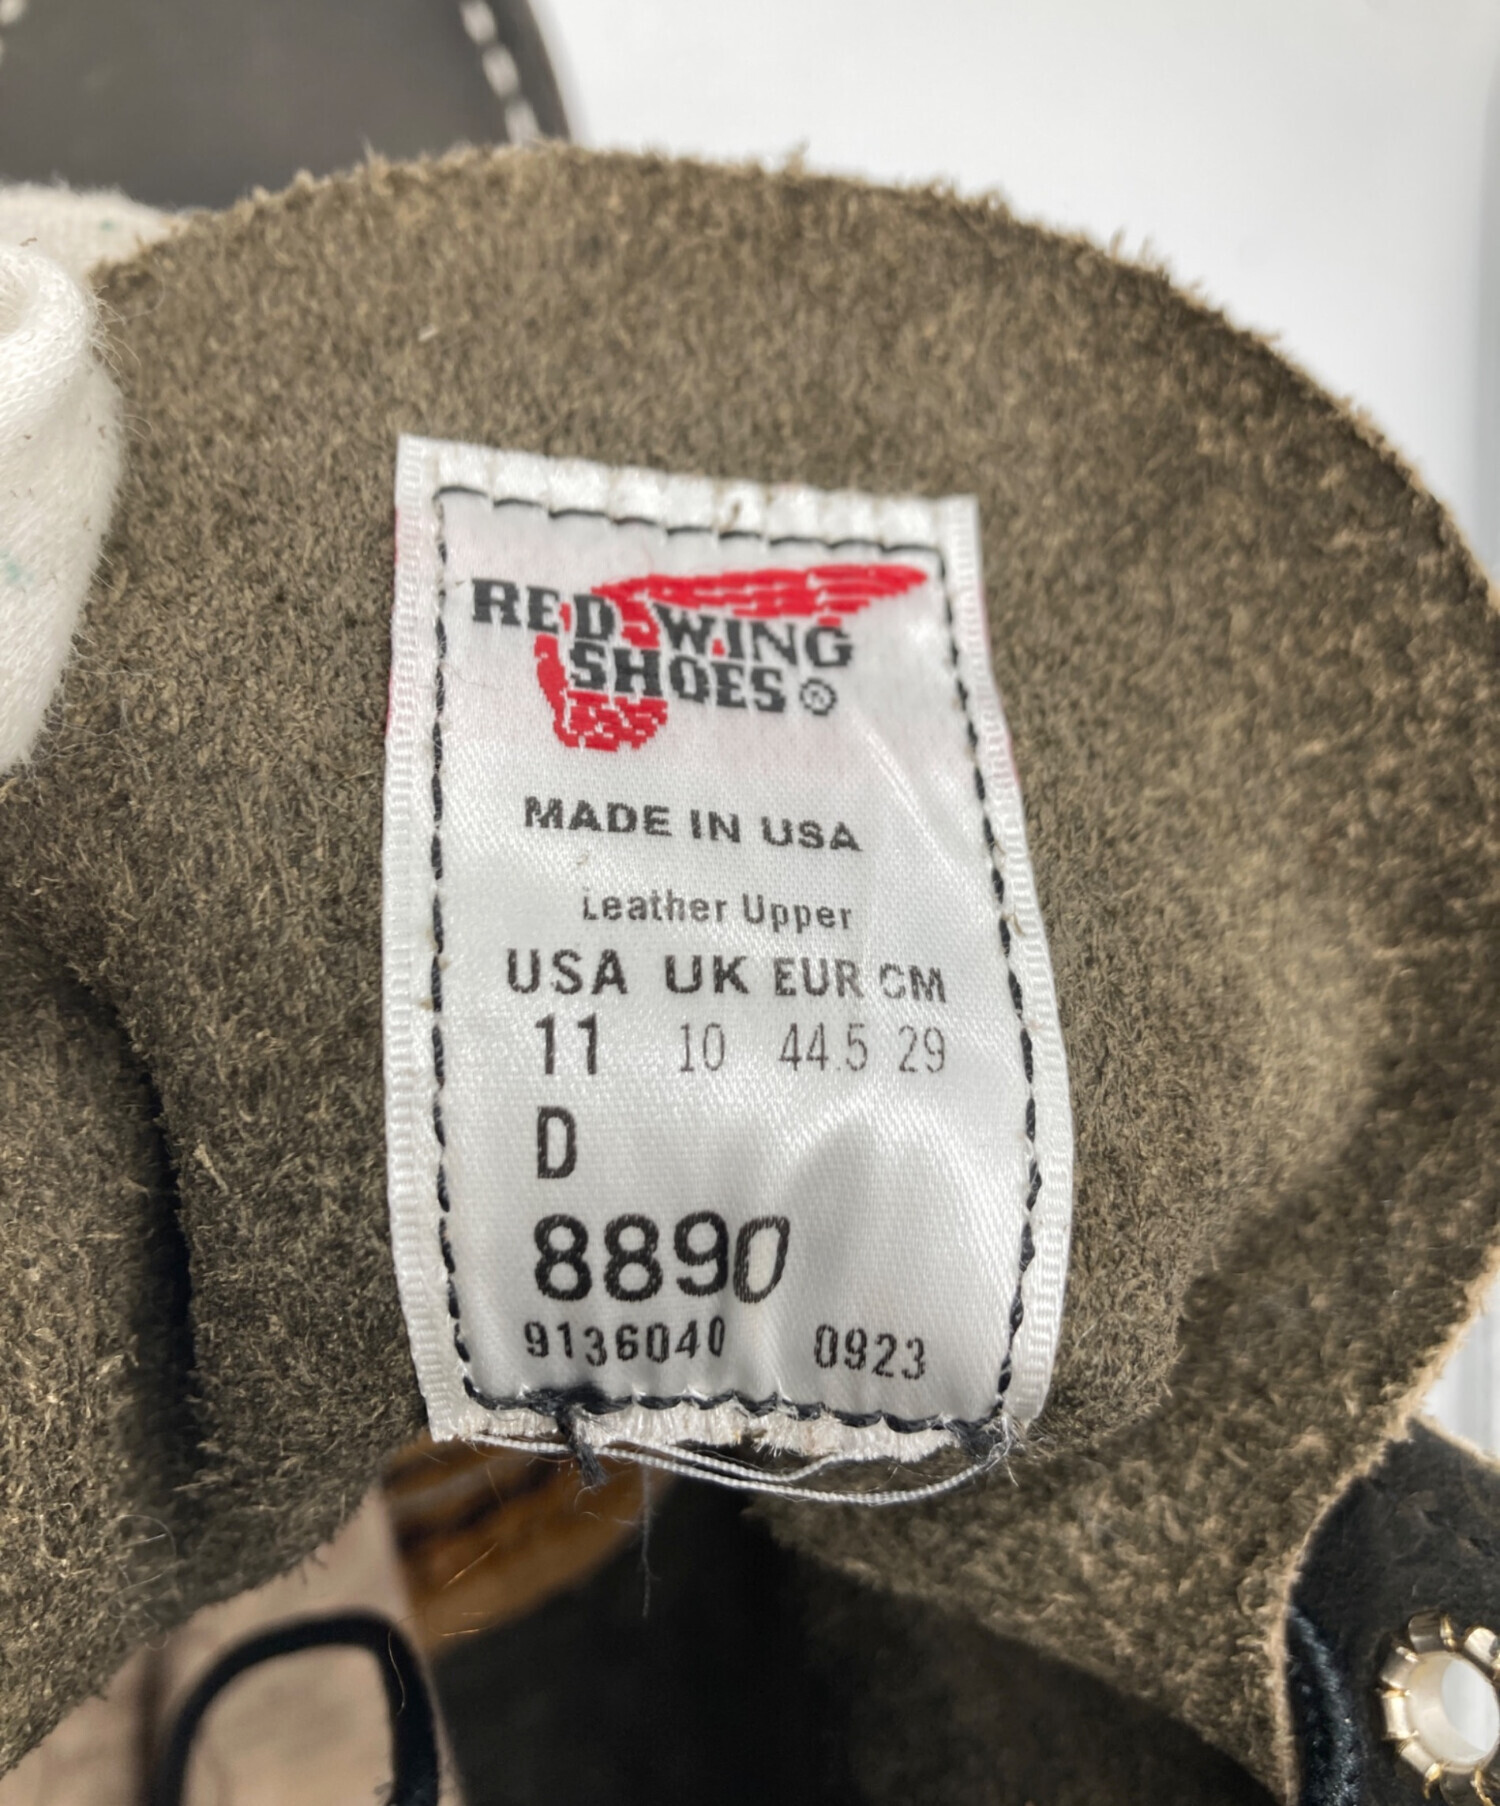 RED WING
SHOES®
MADE IN USA
Leather Upper
USA UK EUR CM
11 10 44.5 29
D
8890
9136040 0923